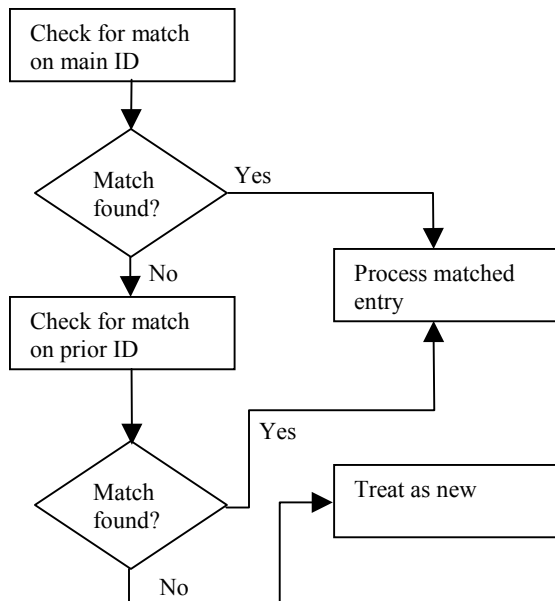 Check for match
on main ID
Match
found?
Yes
No
Process matched
entry
Check for match
on prior ID
Yes
Match
found?
Treat as new
No